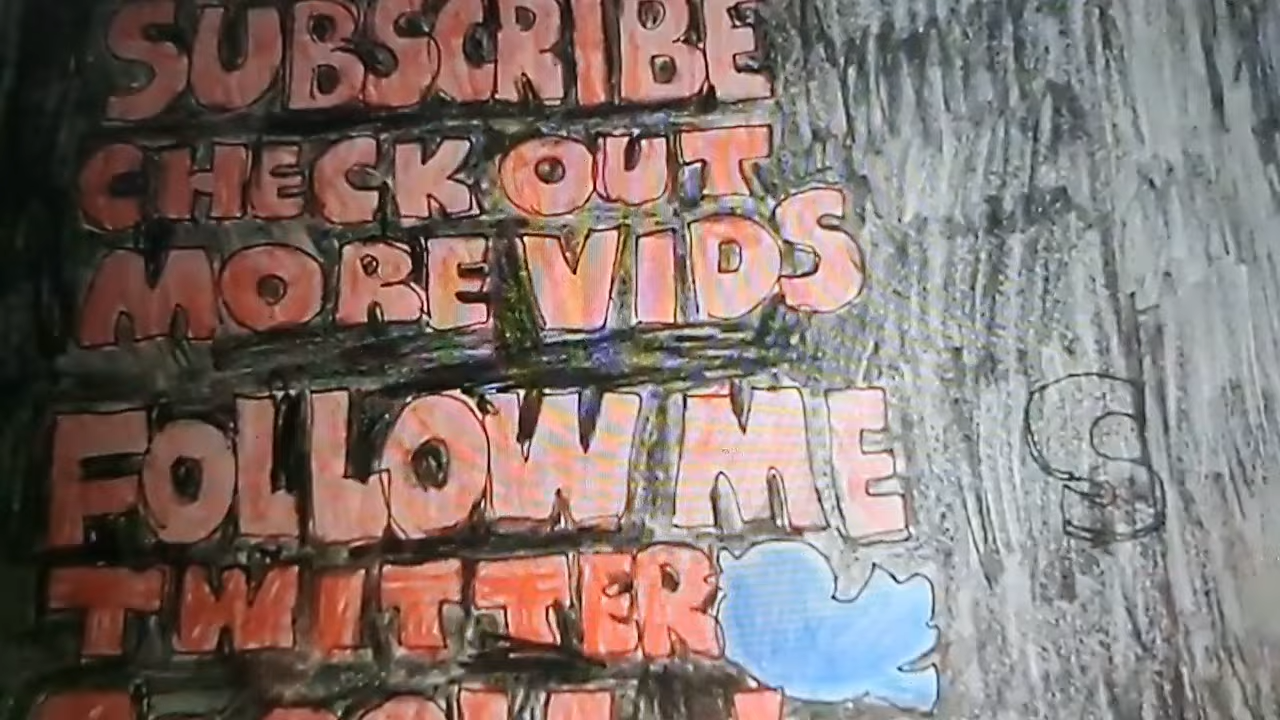 SUBSCRIBE
CHECK OUT
MORE VIDS
FOLLOW ME
TWITTER
S